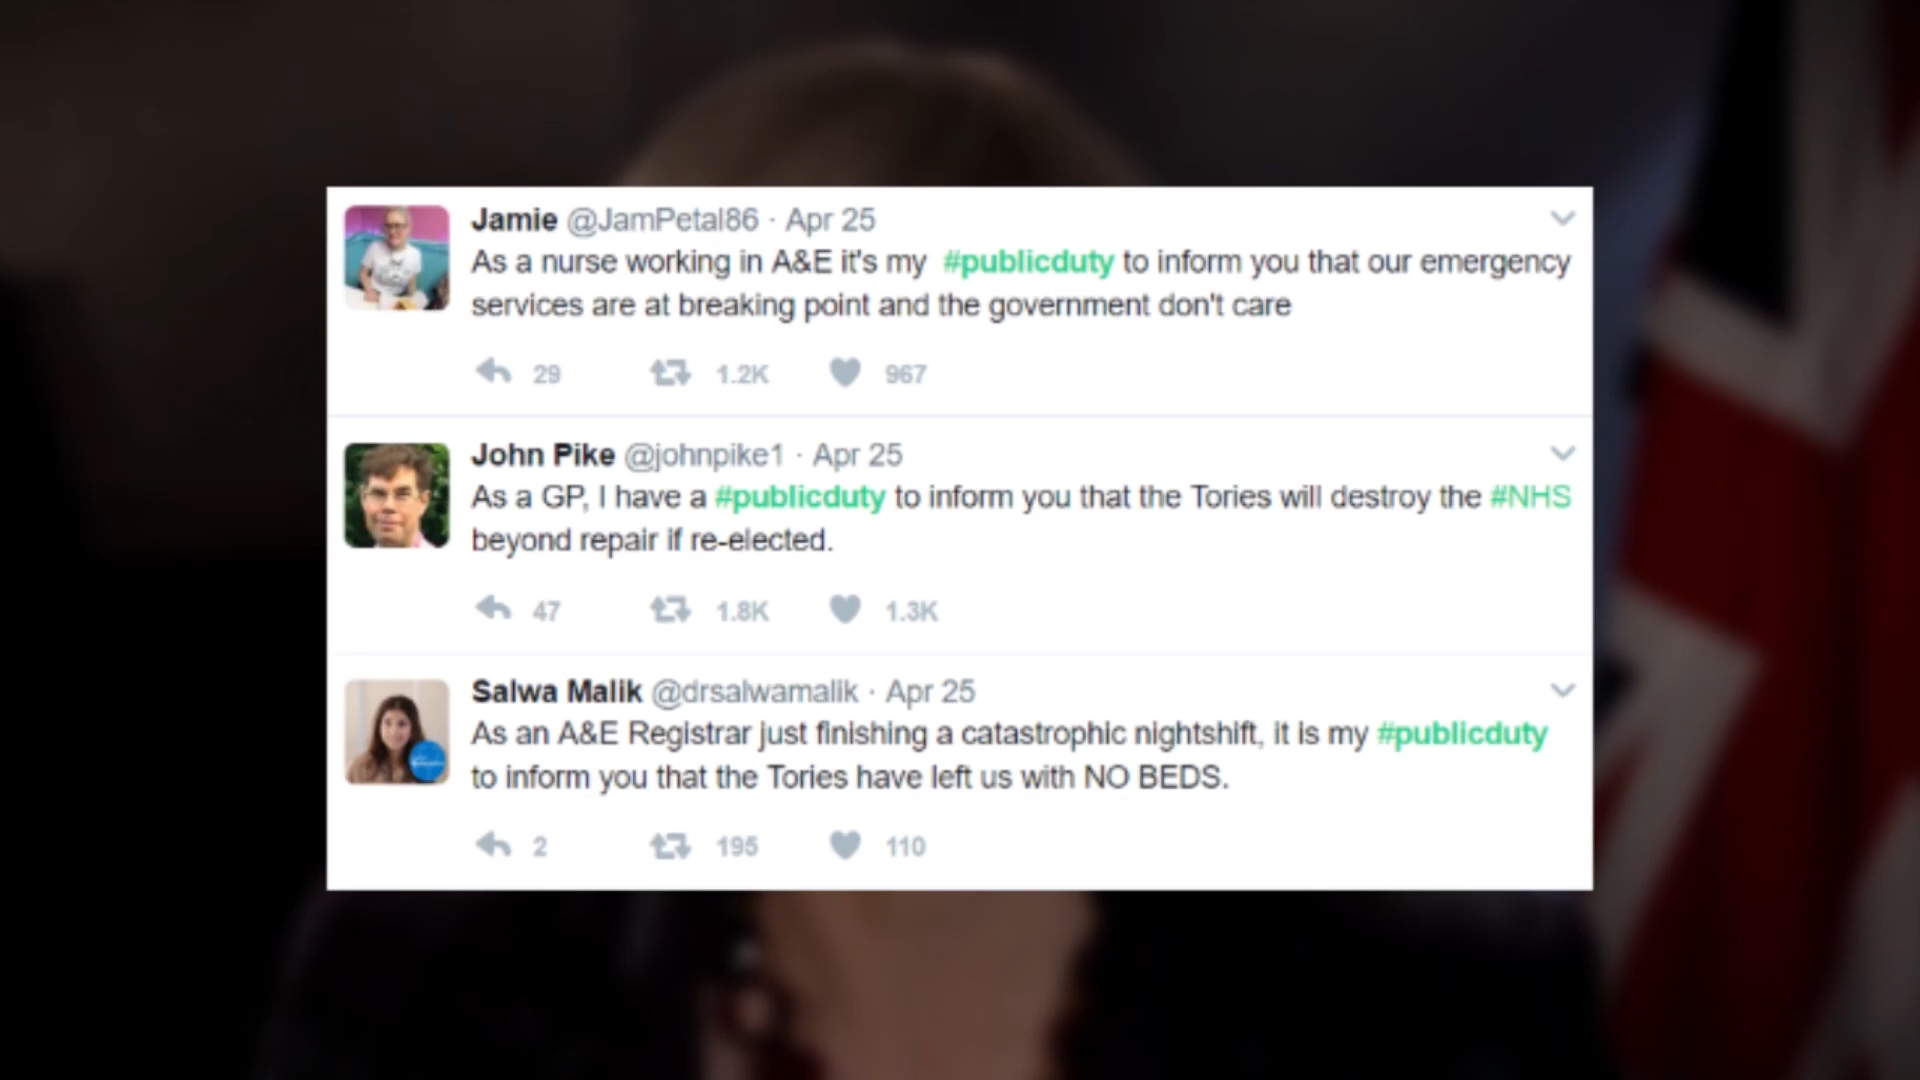 Jamie @JamPetal86 · Apr 25
As a nurse working in A&E it's my #publicduty to inform you that our emergency
services are at breaking point and the government don't care
29 1.2K 967
John Pike @johnpike1 · Apr 25
As a GP, I have a #publicduty to inform you that the Tories will destroy the #NHS
beyond repair if re-elected.
47 1.8K 1.3K
Salwa Malik @drsalwamalik · Apr 25
As an A&E Registrar just finishing a catastrophic nightshift, it is my #publicduty
to inform you that the Tories have left us with NO BEDS.
2 195 110